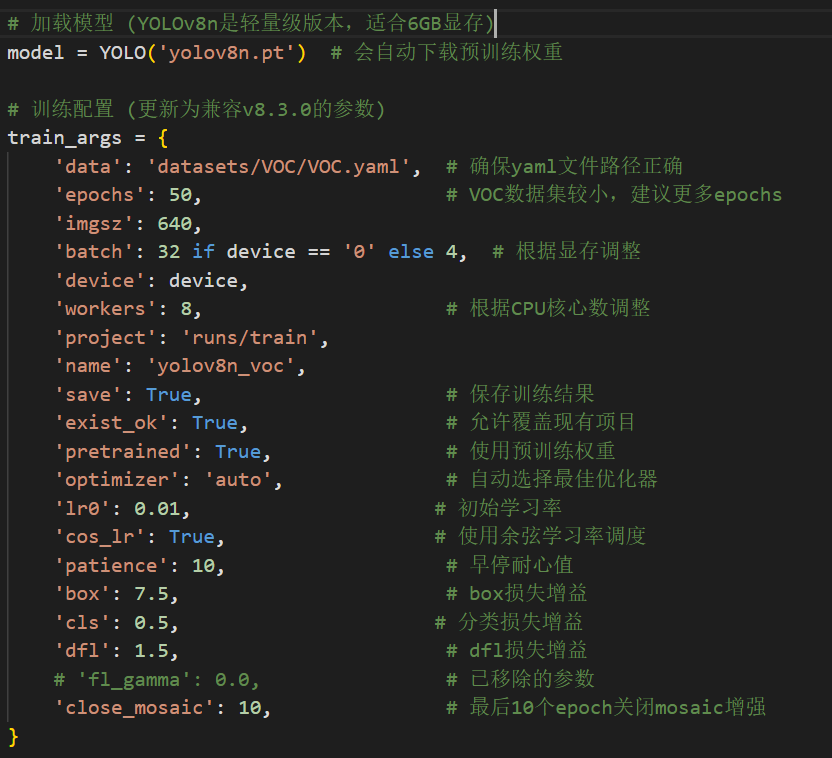 # 加载模型 (YOLOv8n是轻量级版本，适合6GB显存)
model = YOLO('yolov8n.pt')  # 会自动下载预训练权重

# 训练配置 (更新为兼容v8.3.0的参数)
train_args = {
    'data': 'datasets/VOC/VOC.yaml',  # 确保yaml文件路径正确
    'epochs': 50,                     # VOC数据集较小，建议更多epochs
    'imgsz': 640,
    'batch': 32 if device == '0' else 4,  # 根据显存调整
    'device': device,
    'workers': 8,                     # 根据CPU核心数调整
    'project': 'runs/train',
    'name': 'yolov8n_voc',
    'save': True,                     # 保存训练结果
    'exist_ok': True,                 # 允许覆盖现有项目
    'pretrained': True,               # 使用预训练权重
    'optimizer': 'auto',              # 自动选择最佳优化器
    'lr0': 0.01,                     # 初始学习率
    'cos_lr': True,                  # 使用余弦学习率调度
    'patience': 10,                   # 早停耐心值
    'box': 7.5,                       # box损失增益
    'cls': 0.5,                      # 分类损失增益
    'dfl': 1.5,                       # dfl损失增益
    # 'fl_gamma': 0.0,                # 已移除的参数
    'close_mosaic': 10,               # 最后10个epoch关闭mosaic增强
}